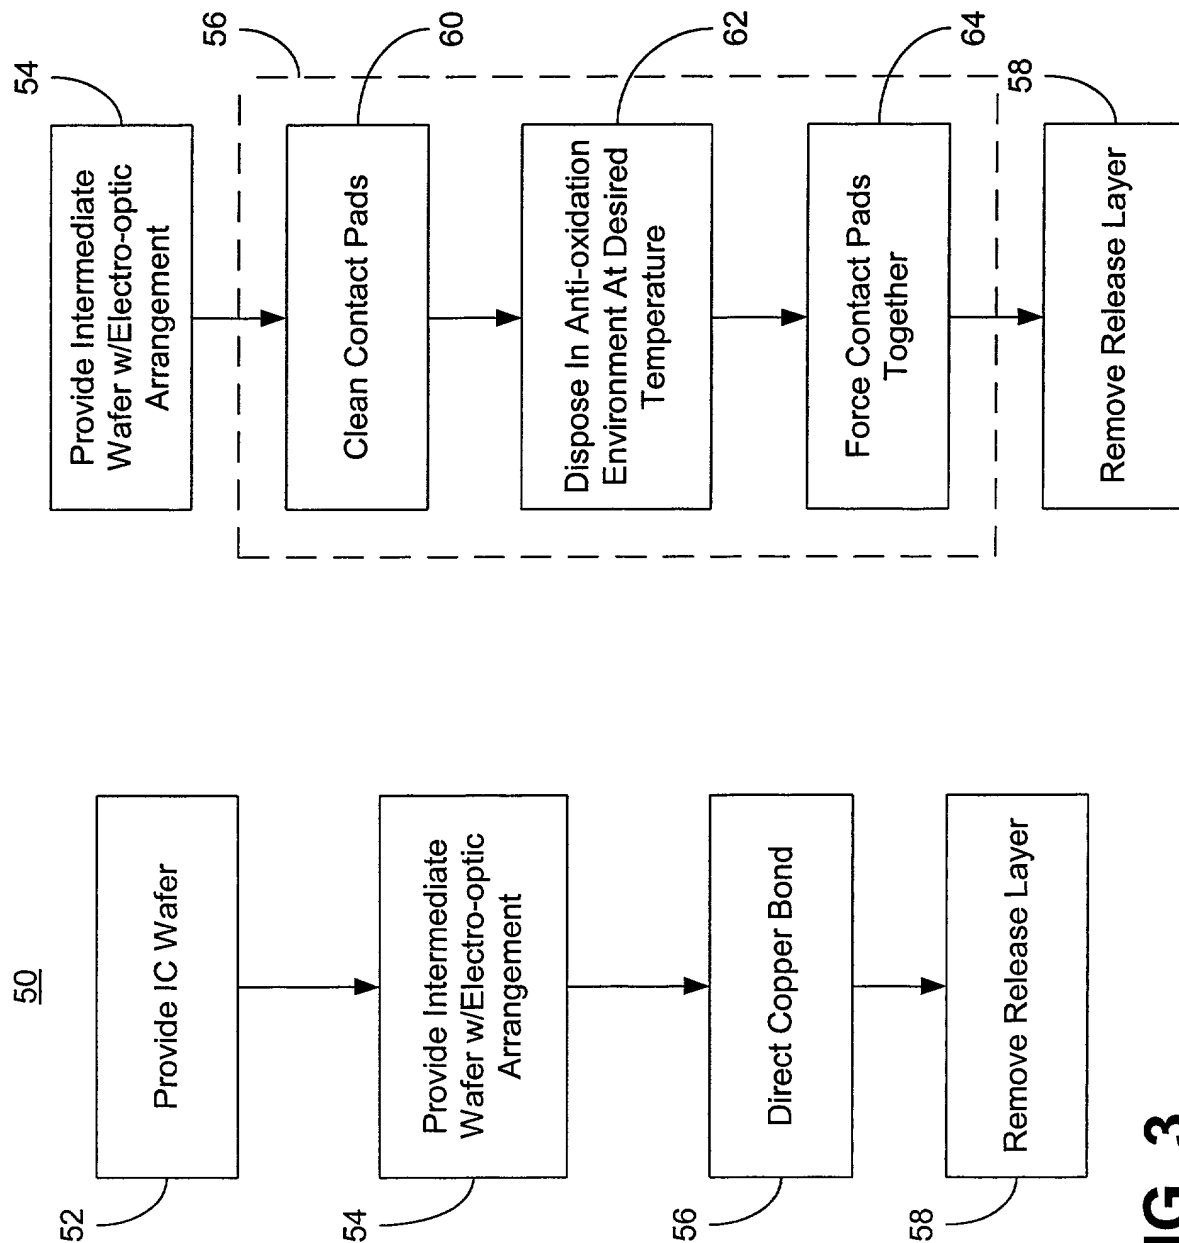 50
52
Provide IC Wafer
54
Provide Intermediate
Wafer w/Electro-optic
Arrangement
56
Direct Copper Bond
58
Remove Release Layer
54
Provide Intermediate
Wafer w/Electro-optic
Arrangement
56
60
Clean Contact Pads
62
Dispose In Anti-oxidation
Environment At Desired
Temperature
64
Force Contact Pads
Together
58
Remove Release Layer
IG. 3